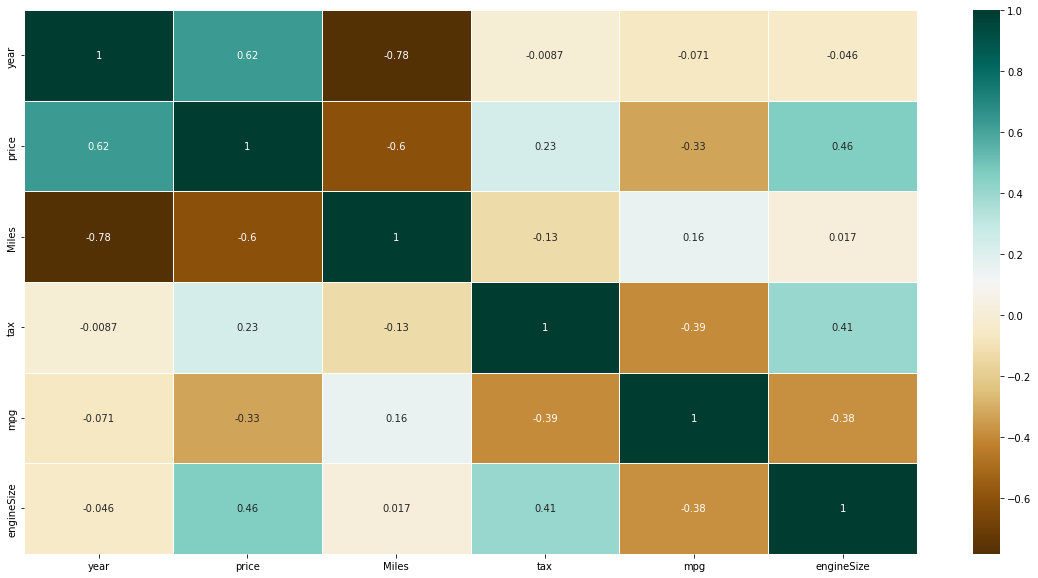 year 1 0.62 -0.78 -0.0087 -0.071 -0.046
price 0.62 1 -0.6 0.23 -0.33 0.46
Miles -0.78 -0.6 1 -0.13 0.16 0.017
tax -0.0087 0.23 -0.13 1 -0.39 0.41
mpg -0.071 -0.33 0.16 -0.39 1 -0.38
engineSize -0.046 0.46 0.017 0.41 -0.38 1
year price Miles tax mpg engineSize
1.0
0.8
0.6
0.4
0.2
0.0
−0.2
−0.4
−0.6